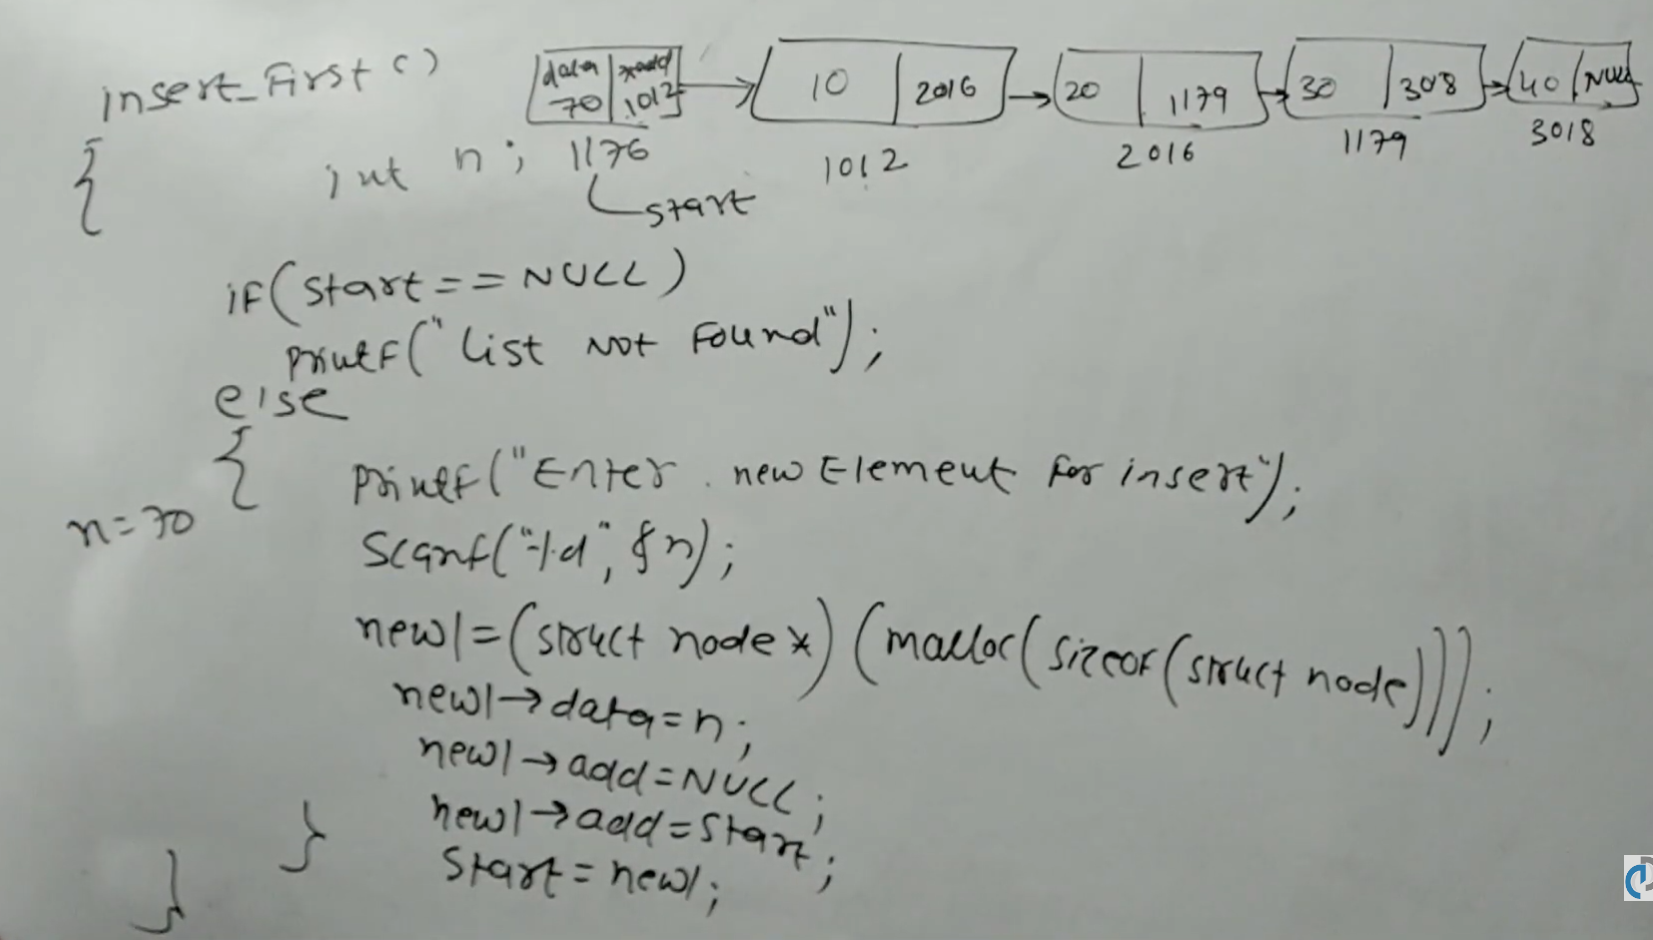 insert_First ()
data *add
70 1012
10 2016
20 1179
30 308
40 NULL
{ int n; 1176 1012 2016 1179 3018
start
if(start==NULL)
printf("List Not Found");
else
{
printf("Enter new Element for insert");
n=70
scanf("%d", &n);
new1=(struct node *) (malloc(sizeof(struct node)));
new1→data=n;
new1→add=NULL;
new1→add=start;
} start=new1;
}